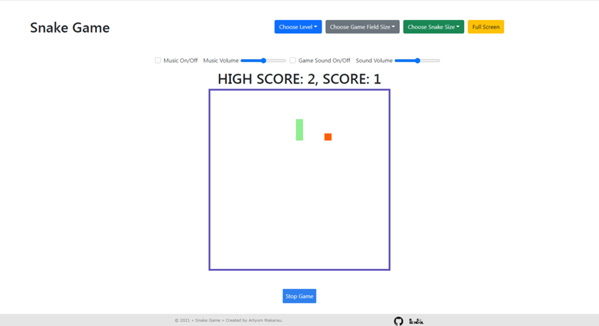 Snake Game
Choose Level
Choose Game Field Size
Choose Snake Size
Full Screen
Music On/Off Music Volume Game Sound On/Off Sound Volume
HIGH SCORE: 2, SCORE: 1
Stop Game
© 2021 • Snake Game • Created by Artyom